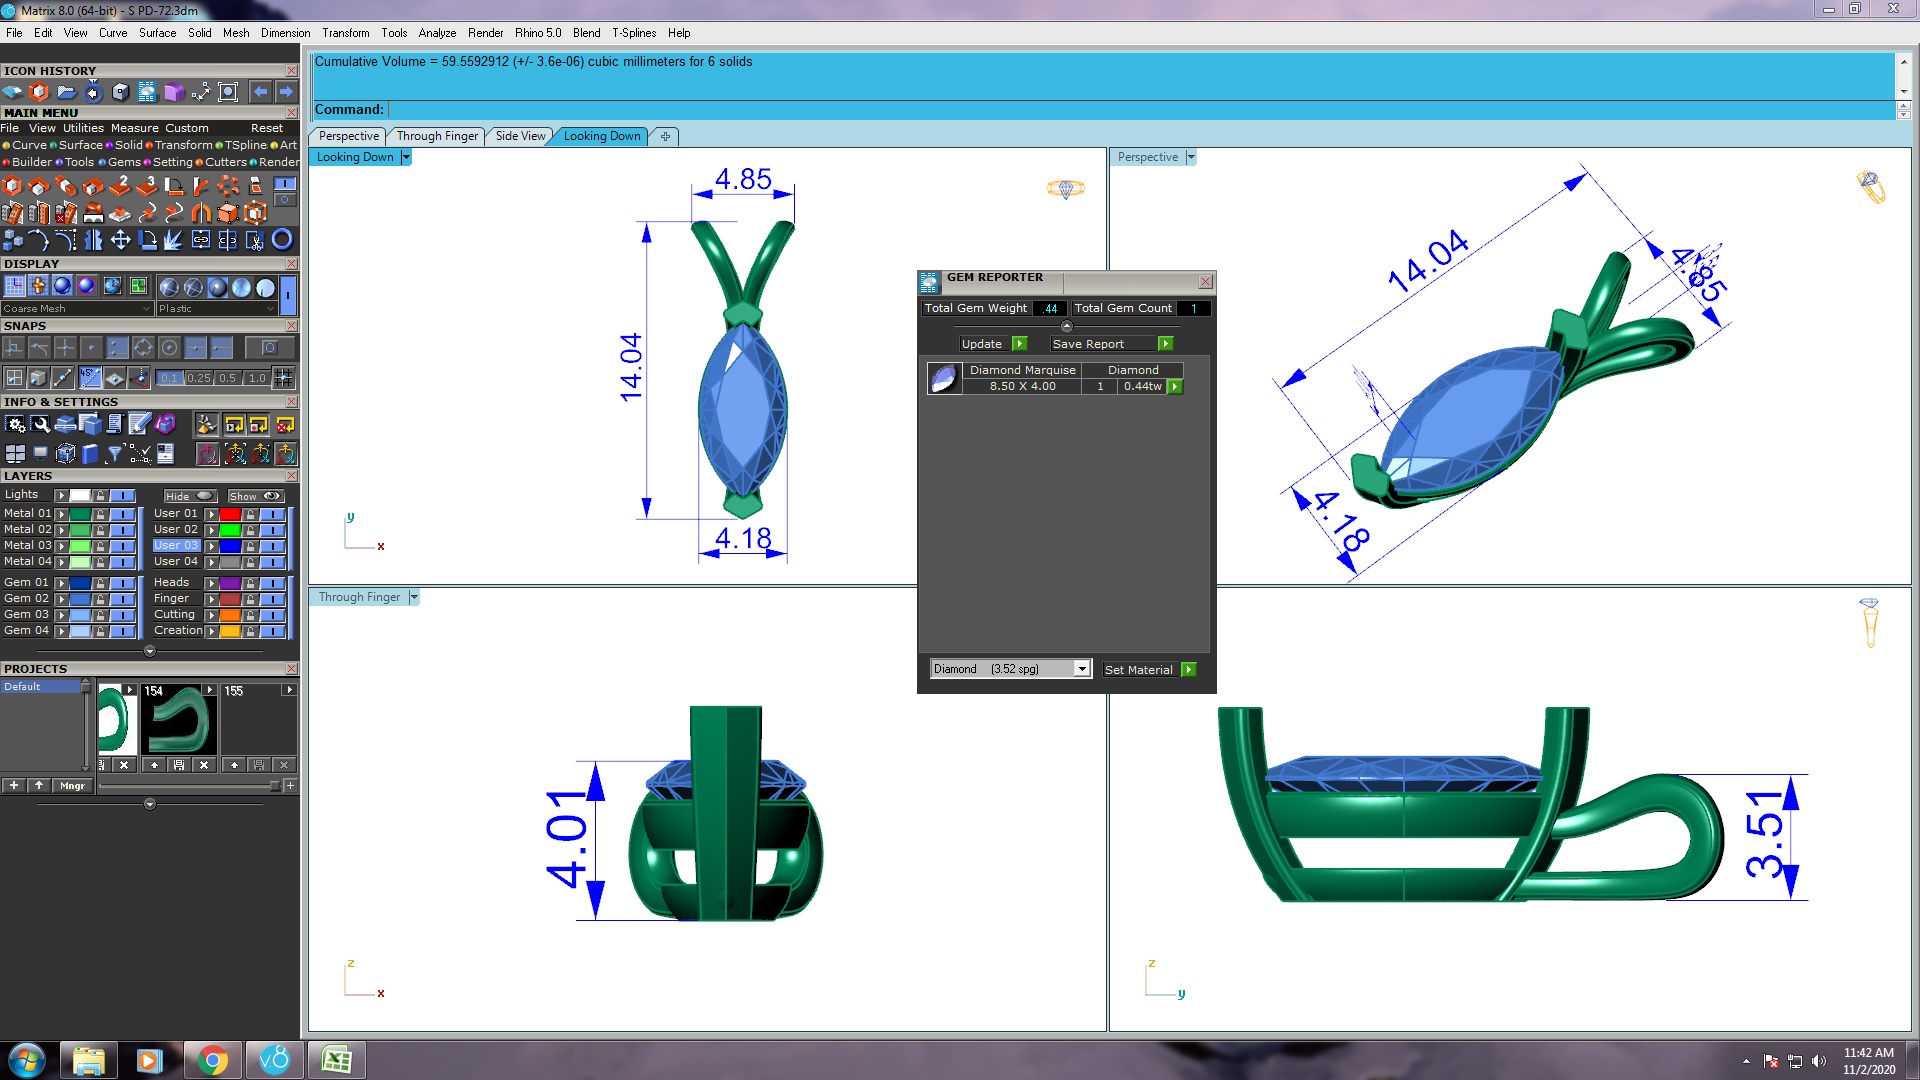 Matrix 8.0 (64-bit) - S PD-72.3dm
File Edit View Curve Surface Solid Mesh Dimension Transform Tools Analyze Render Rhino 5.0 Blend T-Splines Help
ICON HISTORY
Cumulative Volume = 59.5592912 (+/- 3.6e-06) cubic millimeters for 6 solids
Command:
MAIN MENU
File View Utilities Measure Custom Reset
Curve Surface Solid Transform TSpline Art
Builder Tools Gems Setting Cutters Render
DISPLAY
Coarse Mesh Plastic
SNAPS
45°
0.1 0.25 0.5 1.0
INFO & SETTINGS
LAYERS
Lights Hide Show
Metal 01 User 01
Metal 02 User 02
Metal 03 User 03
Metal 04 User 04
Gem 01 Heads
Gem 02 Finger
Gem 03 Cutting
Gem 04 Creation
PROJECTS
Default
154 155
Mngr
Perspective Through Finger Side View Looking Down
Looking Down
4.85
14.04
4.18
y
x
Perspective
14.04
4.85
4.18
GEM REPORTER
Total Gem Weight .44 Total Gem Count 1
Update Save Report
Diamond Marquise Diamond
8.50 X 4.00 1 0.44tw
Diamond (3.52 spg) Set Material
Through Finger
4.01
z
x
3.51
z
y
v.8
11:42 AM
11/2/2020